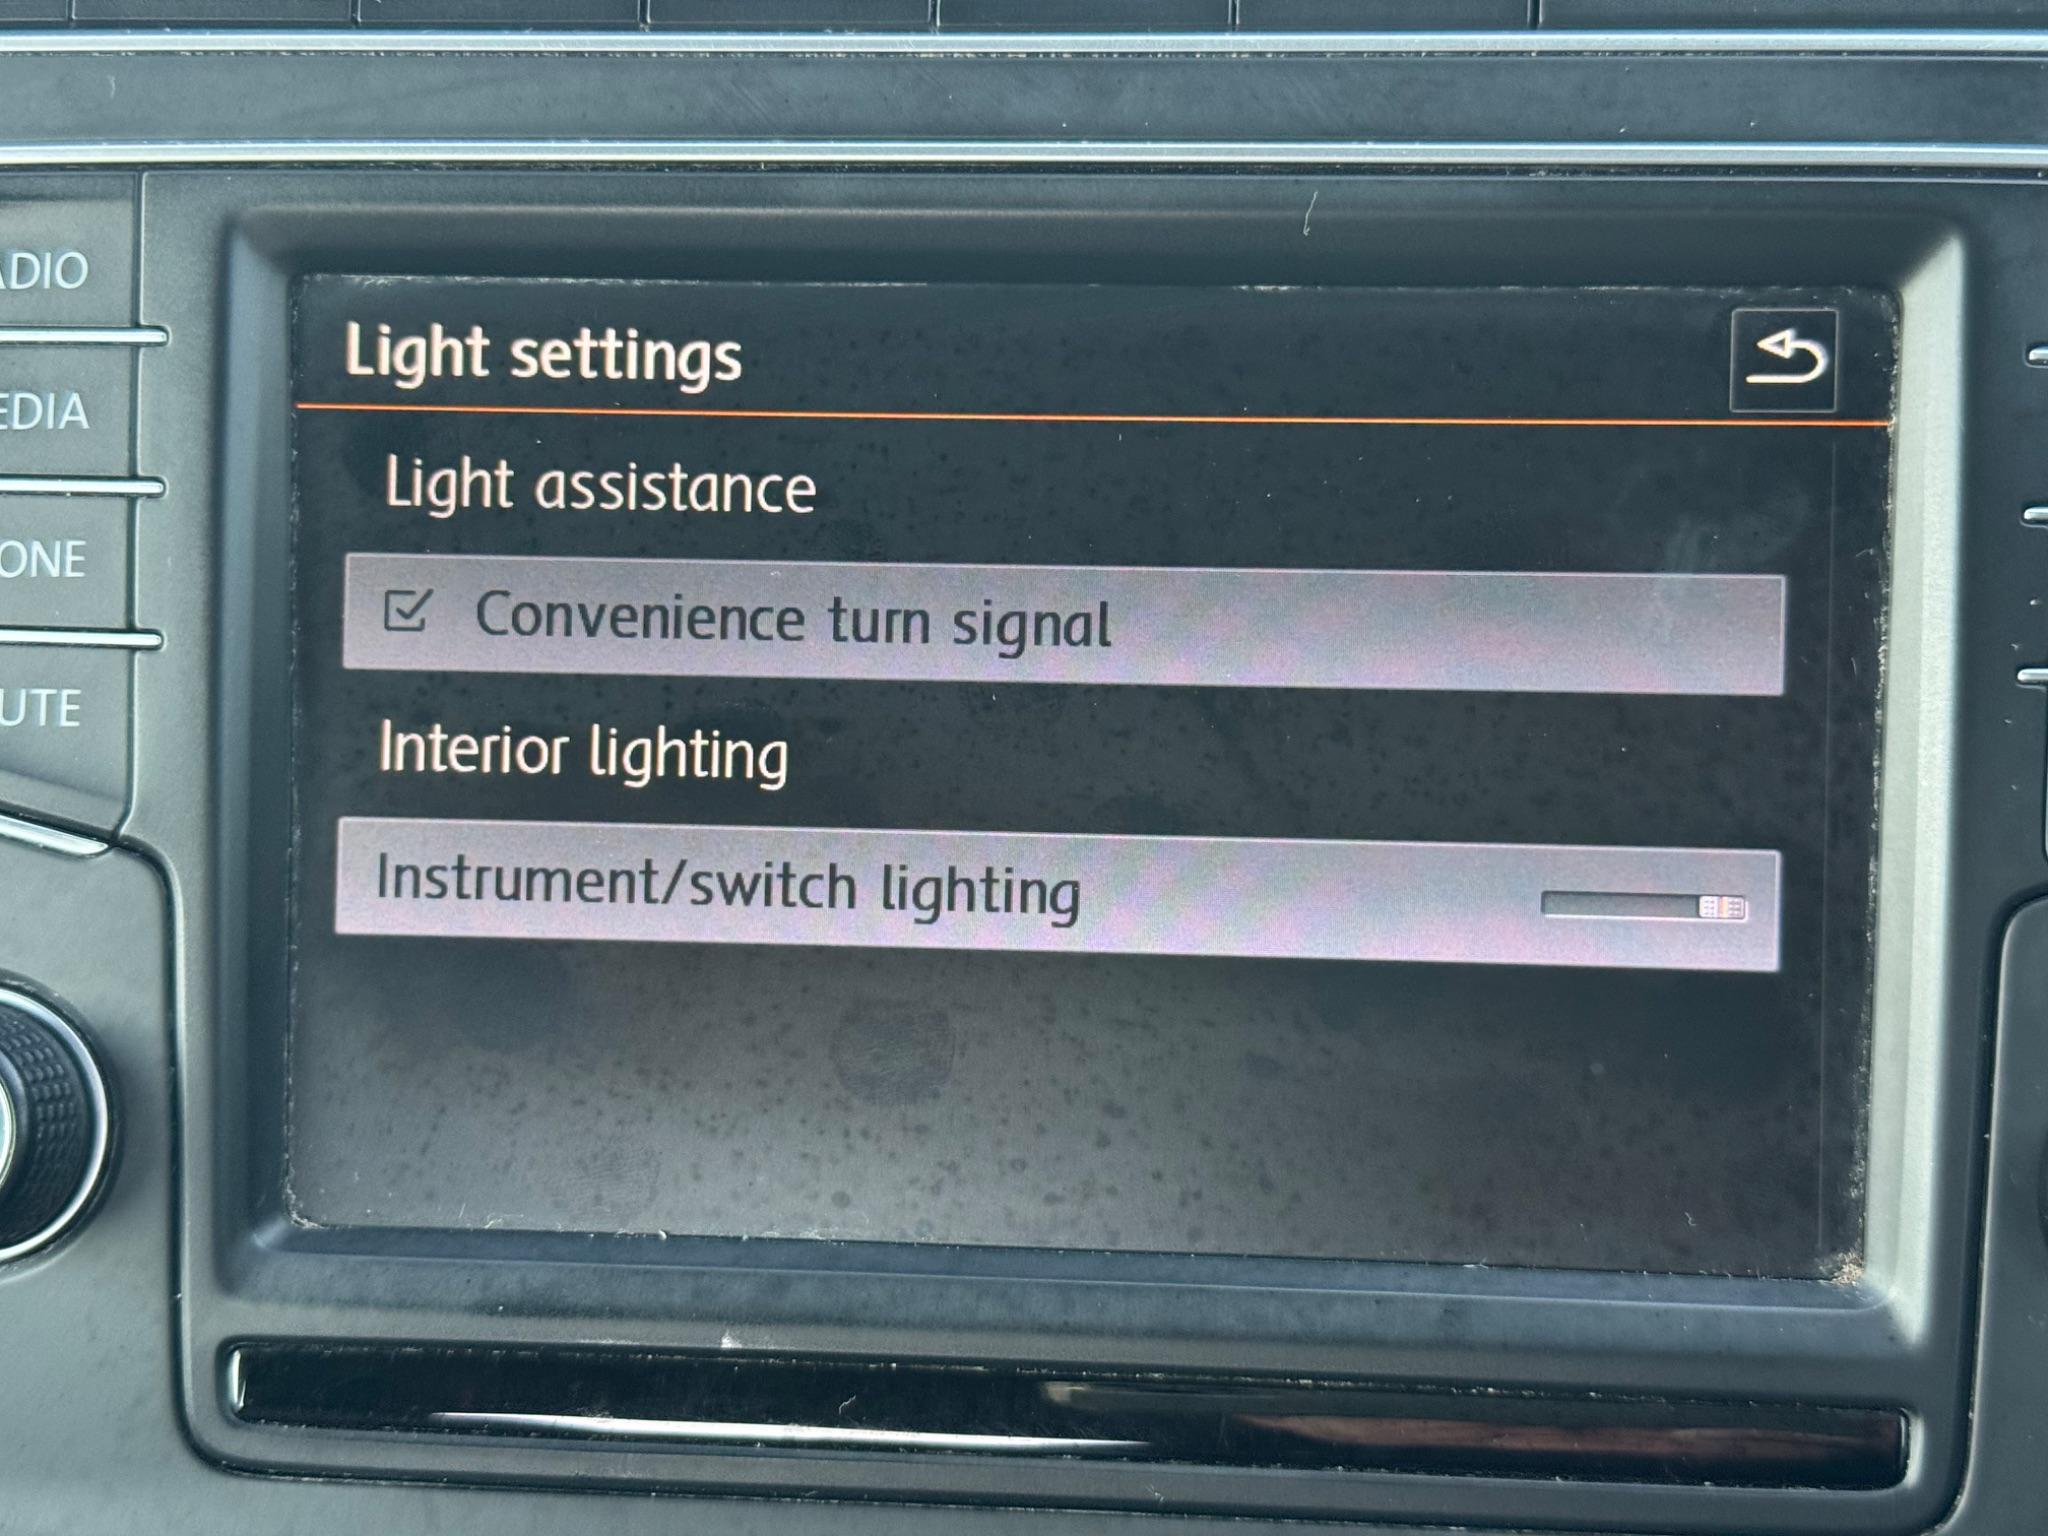 Light settings
ADIO
Light assistance
EDIA
Convenience turn signal
ONE
Interior lighting
UTE
Instrument/switch lighting